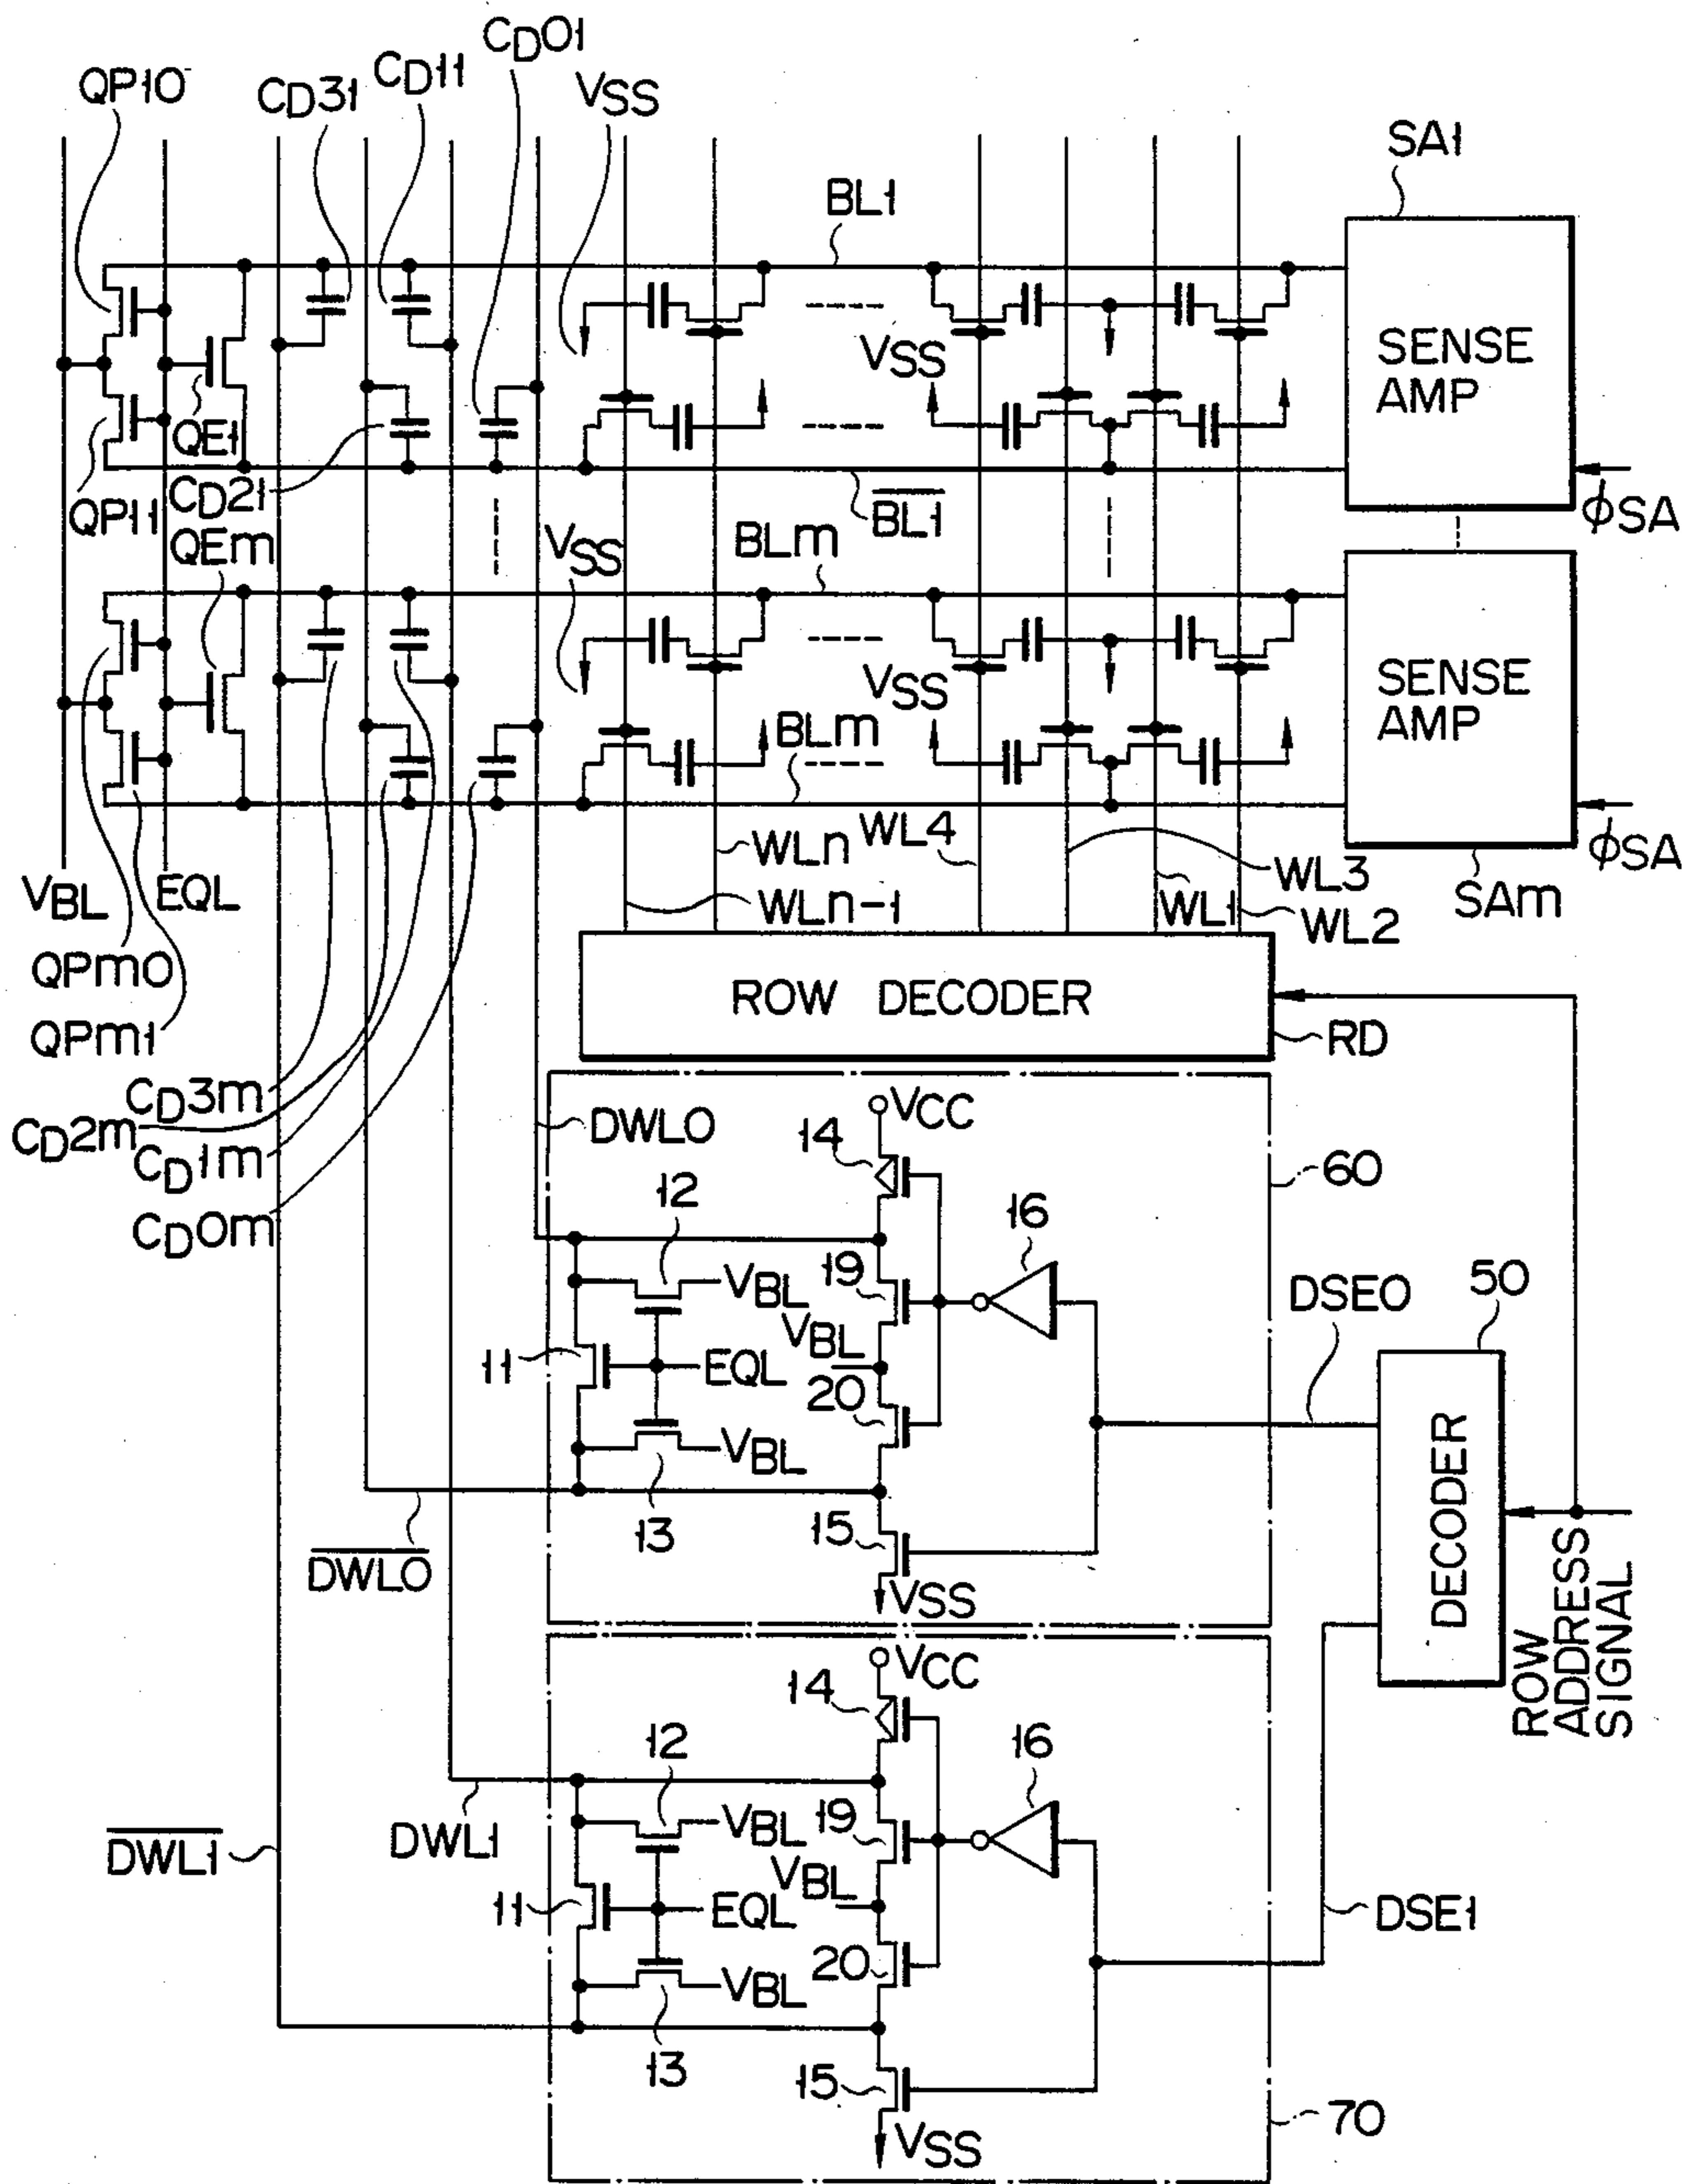 CD01
CD11
QP10
CD31
VSS
SA1
BL1
SENSE
AMP
VSS
QE1
CD21
QP11
BL1
φSA
QEm
VSS
BLm
SENSE
AMP
VSS
BLm
WL4
WLn
φSA
WL3
VBL
EQL
WLn-1
WL1
WL2
SAm
QPm0
ROW DECODER
QPm1
RD
CD3m
CD2m
CD1m
CD0m
DWL0
VCC
14
60
12
16
19
VBL
DSE0
50
VBL
11
EQL
20
VBL
DECODER
13
15
DWL0
VSS
ROW
ADDRESS
SIGNAL
VCC
14
12
16
DWL1
VBL
19
DWL1
VBL
11
EQL
DSE1
20
VBL
13
15
VSS
70